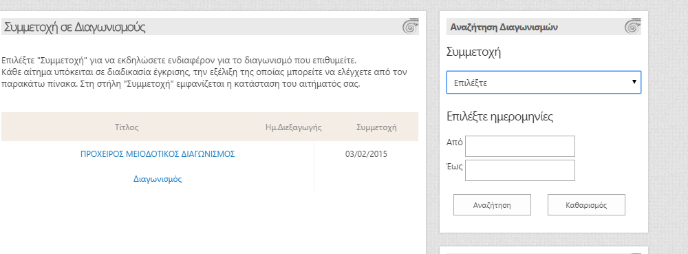 Συμμετοχή σε Διαγωνισμούς
Επιλέξτε "Συμμετοχή" για να εκδηλώσετε ενδιαφέρον για το διαγωνισμό που επιθυμείτε.
Κάθε αίτημα υπόκειται σε διαδικασία έγκρισης, την εξέλιξη της οποίας μπορείτε να ελέγχετε από τον
παρακάτω πίνακα. Στη στήλη "Συμμετοχή" εμφανίζεται η κατάσταση του αιτήματός σας.
Τίτλος Ημ.Διεξαγωγής Συμμετοχή
ΠΡΟΧΕΙΡΟΣ ΜΕΙΟΔΟΤΙΚΟΣ ΔΙΑΓΩΝΙΣΜΟΣ 03/02/2015
Διαγωνισμός
Αναζήτηση Διαγωνισμών
Συμμετοχή
Επιλέξτε
Επιλέξτε ημερομηνίες
Από
Έως
Αναζήτηση Καθαρισμός